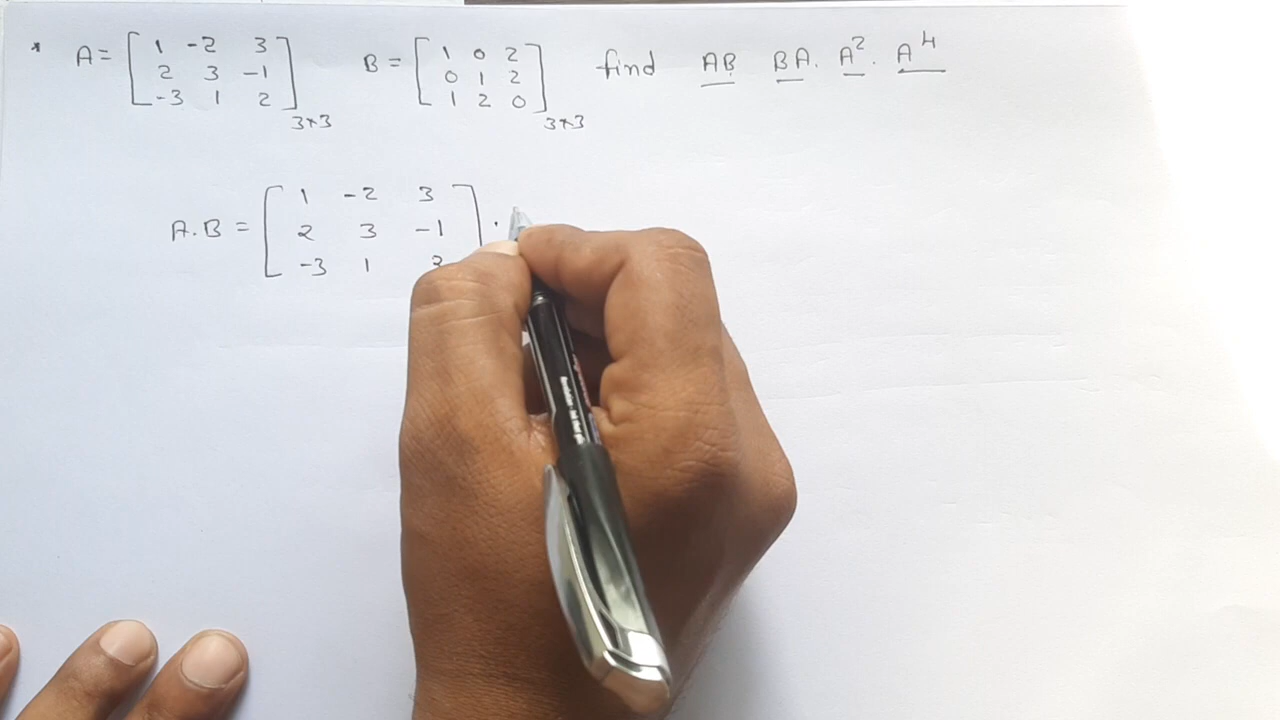 * A = [ 1 -2 3 B = [ 1 0 2 find AB BA. A². A⁴
2 3 -1 0 1 2
-3 1 2 ]3×3 1 2 0 ]3×3
A.B = [ 1 -2 3
2 3 -1
-3 1 2 ] .